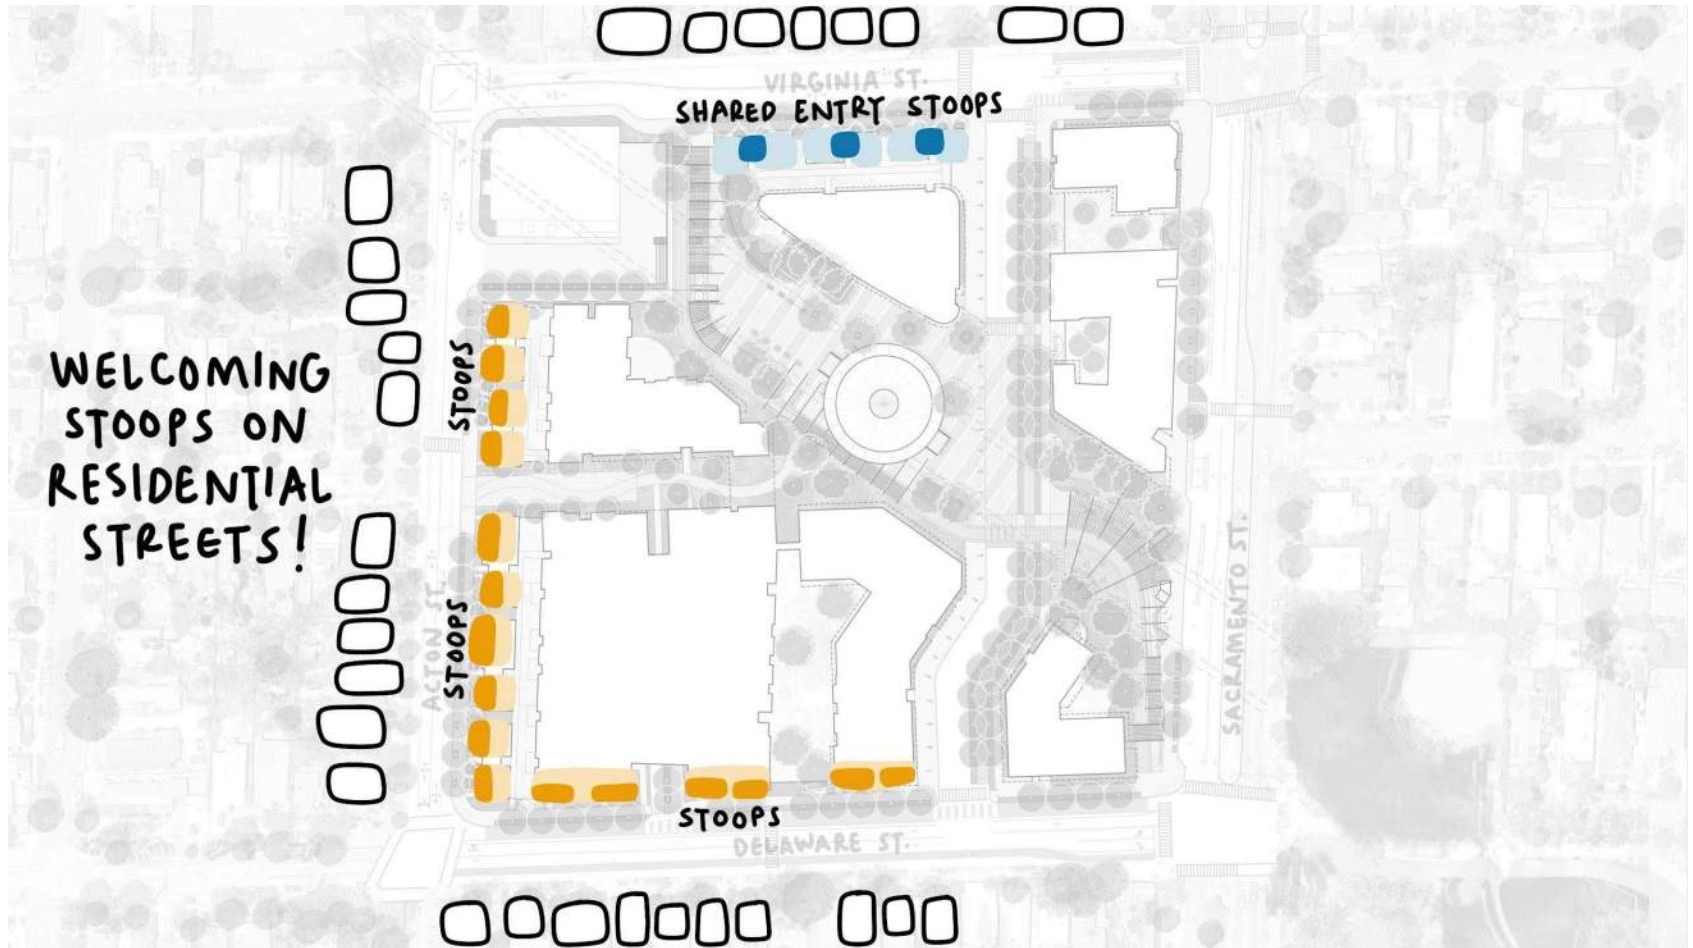 VIRGINIA ST.
SHARED ENTRY STOOPS
STOOPS
WELCOMING
STOOPS ON
RESIDENTIAL
STREETS!
ACTON ST.
STOOPS
SACRAMENTO ST.
STOOPS
DELAWARE ST.